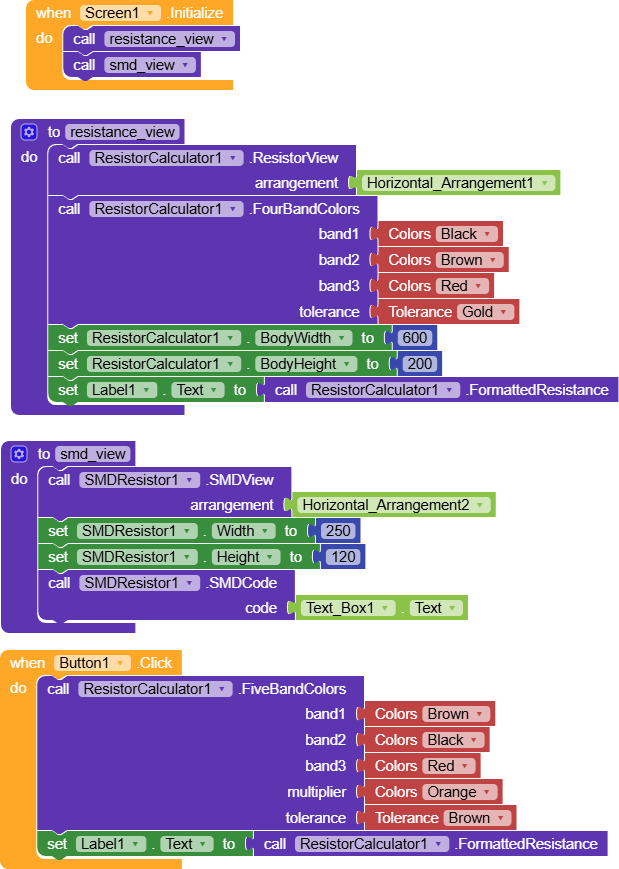 when Screen1 .Initialize
do call resistance_view
call smd_view
to resistance_view
do call ResistorCalculator1 .ResistorView
arrangement Horizontal_Arrangement1
call ResistorCalculator1 .FourBandColors
band1 Colors Black
band2 Colors Brown
band3 Colors Red
tolerance Tolerance Gold
set ResistorCalculator1 . BodyWidth to 600
set ResistorCalculator1 . BodyHeight to 200
set Label1 . Text to call ResistorCalculator1 .FormattedResistance
to smd_view
do call SMDResistor1 .SMDView
arrangement Horizontal_Arrangement2
set SMDResistor1 . Width to 250
set SMDResistor1 . Height to 120
call SMDResistor1 .SMDCode
code Text_Box1 . Text
when Button1 .Click
do call ResistorCalculator1 .FiveBandColors
band1 Colors Brown
band2 Colors Black
band3 Colors Red
multiplier Colors Orange
tolerance Tolerance Brown
set Label1 . Text to call ResistorCalculator1 .FormattedResistance